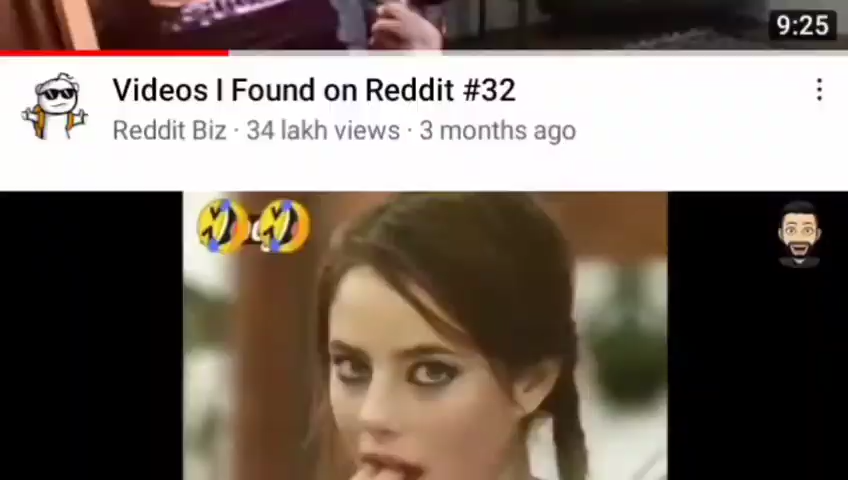 9:25
Videos I Found on Reddit #32
Reddit Biz · 34 lakh views · 3 months ago